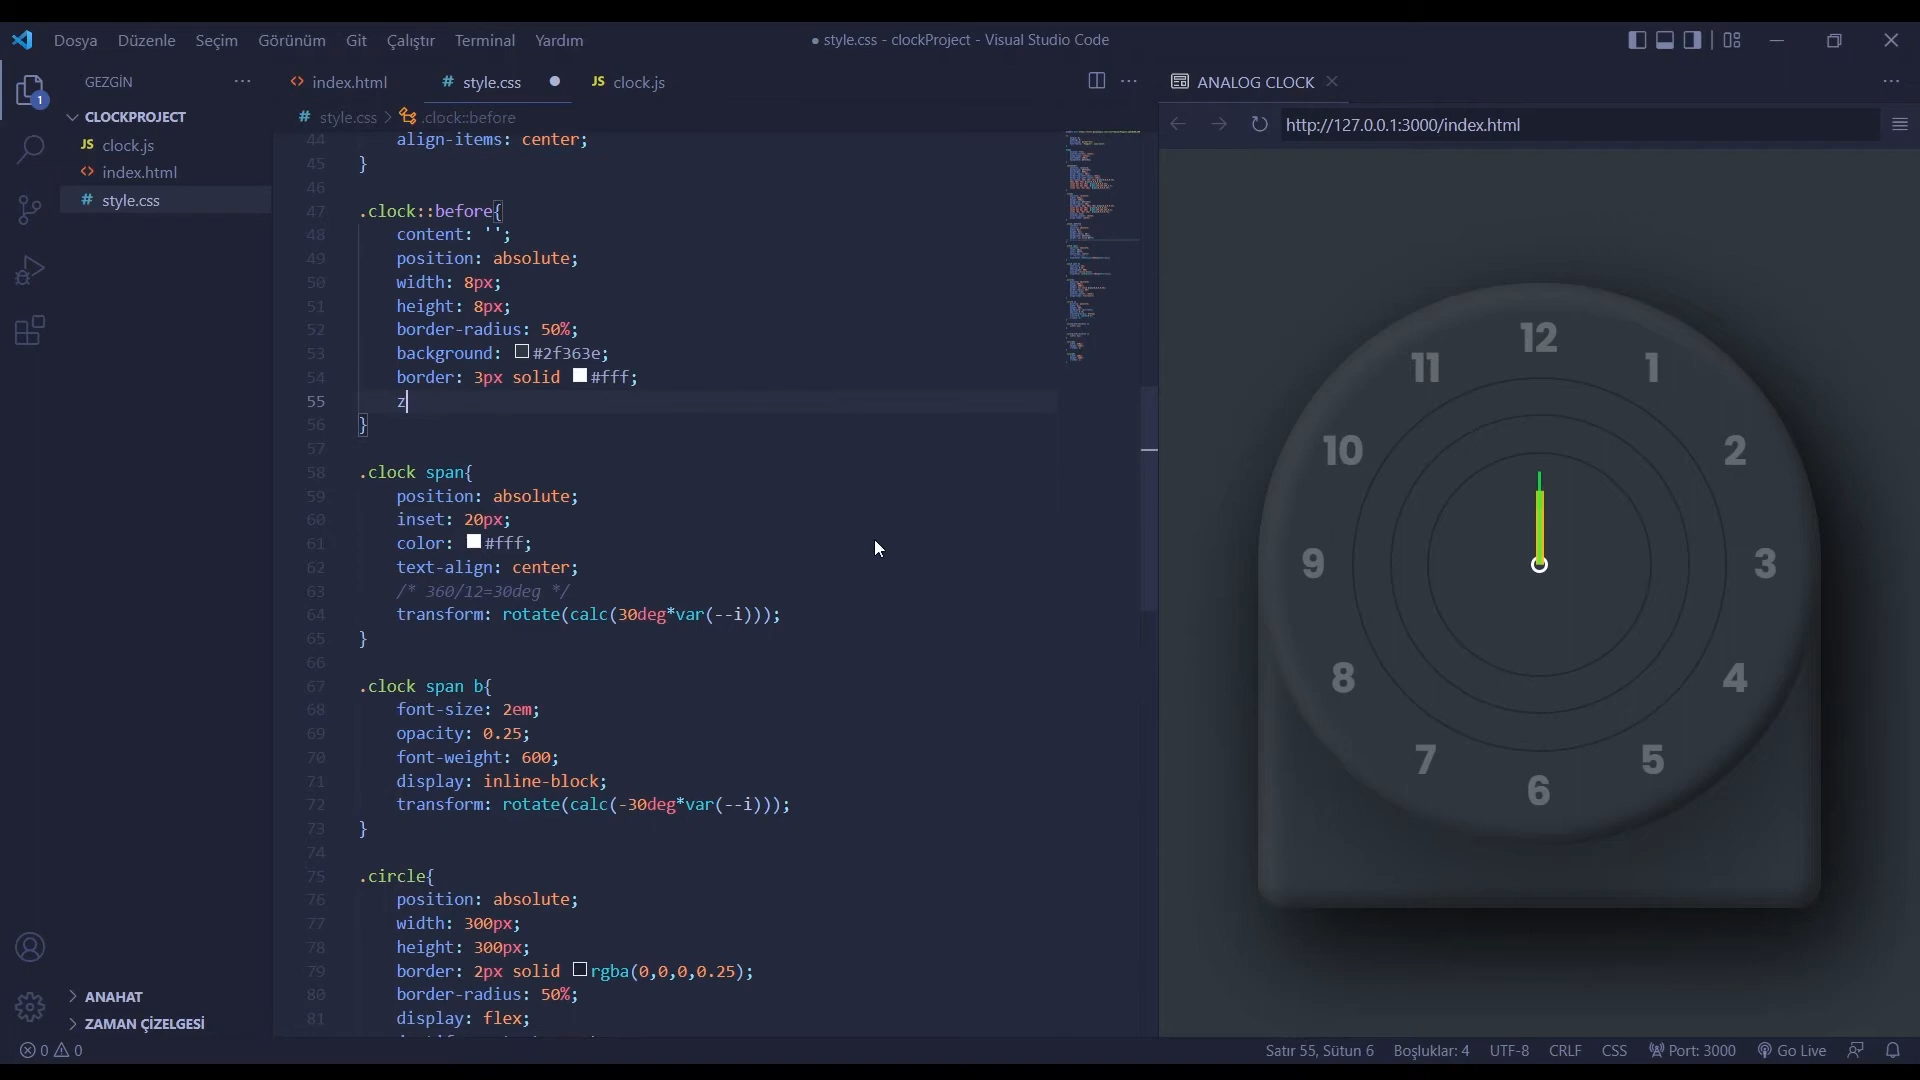 Dosya Düzenle Seçim Görünüm Git Çalıştır Terminal Yardım
● style.css - clockProject - Visual Studio Code
GEZGİN ···
1
CLOCKPROJECT
JS clock.js
<> index.html
# style.css
ANAHAT
ZAMAN ÇİZELGESİ
<> index.html # style.css ● JS clock.js
# style.css > .clock::before
44 align-items: center;
45 }
46
47 .clock::before{
48 content: '';
49 position: absolute;
50 width: 8px;
51 height: 8px;
52 border-radius: 50%;
53 background: #2f363e;
54 border: 3px solid #fff;
55 z
56 }
57
58 .clock span{
59 position: absolute;
60 inset: 20px;
61 color: #fff;
62 text-align: center;
63 /* 360/12=30deg */
64 transform: rotate(calc(30deg*var(--i)));
65 }
66
67 .clock span b{
68 font-size: 2em;
69 opacity: 0.25;
70 font-weight: 600;
71 display: inline-block;
72 transform: rotate(calc(-30deg*var(--i)));
73 }
74
75 .circle{
76 position: absolute;
77 width: 300px;
78 height: 300px;
79 border: 2px solid rgba(0,0,0,0.25);
80 border-radius: 50%;
81 display: flex;
ANALOG CLOCK
http://127.0.0.1:3000/index.html
12
11 1
10 2
9 3
8 4
7 5
6
0 0
Satır 55, Sütun 6 Boşluklar: 4 UTF-8 CRLF CSS Port: 3000 Go Live